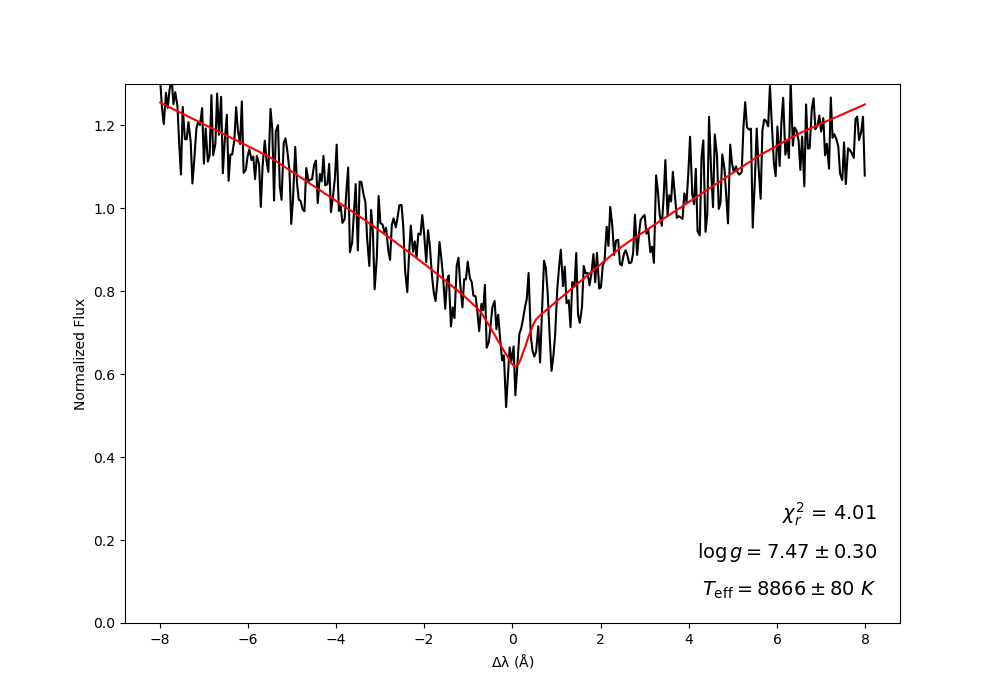 1.2
1.0
0.8
0.6
0.4
0.2
0.0
Normalized Flux
χ²ᵣ = 4.01
log g = 7.47 ± 0.30
T_eff = 8866 ± 80 K
−8 −6 −4 −2 0 2 4 6 8
Δλ (Å)